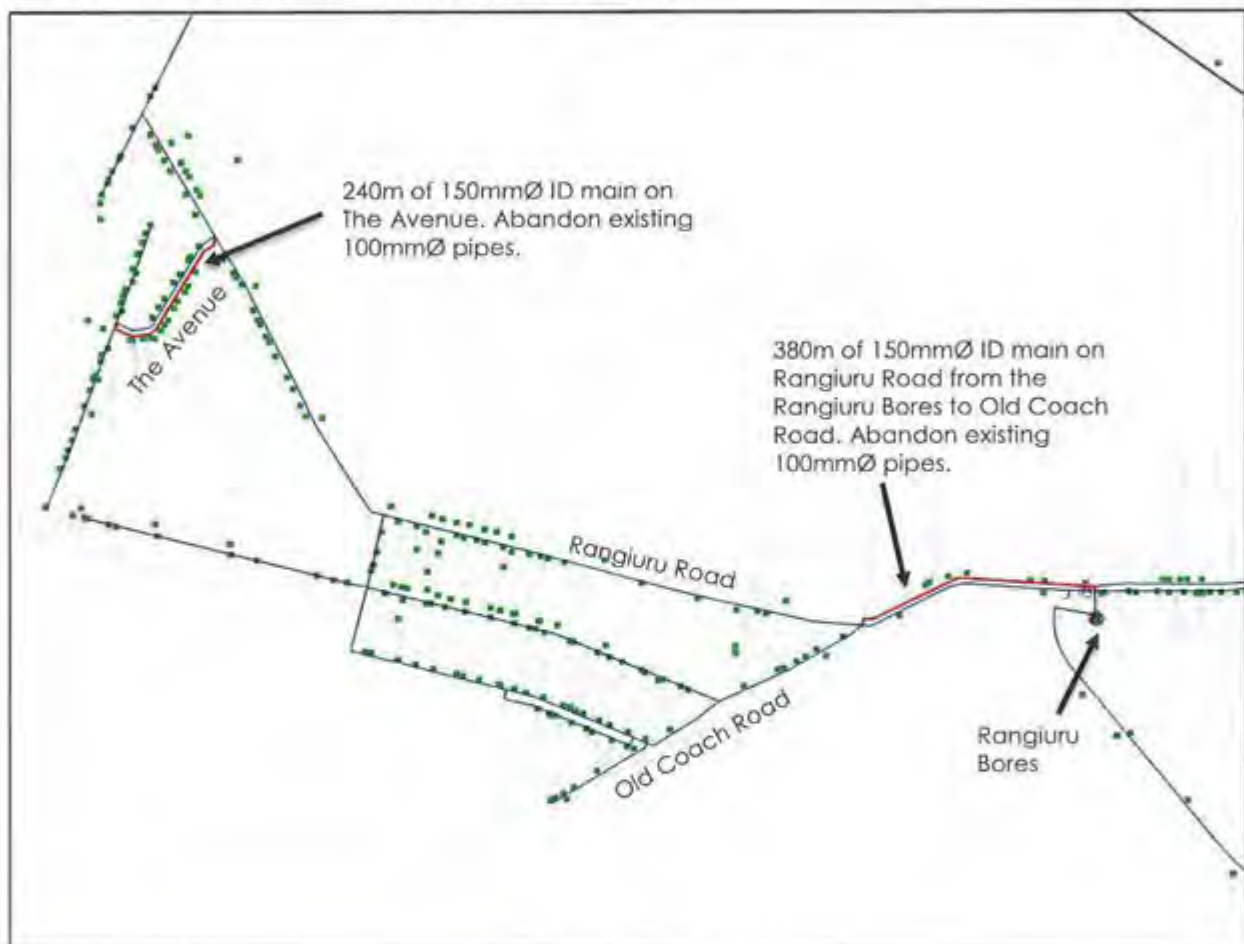 240m of 150mmØ ID main on
The Avenue. Abandon existing
100mmØ pipes.
The Avenue
380m of 150mmØ ID main on
Rangiuru Road from the
Rangiuru Bores to Old Coach
Road. Abandon existing
100mmØ pipes.
Rangiuru Road
Old Coach Road
Rangiuru
Bores